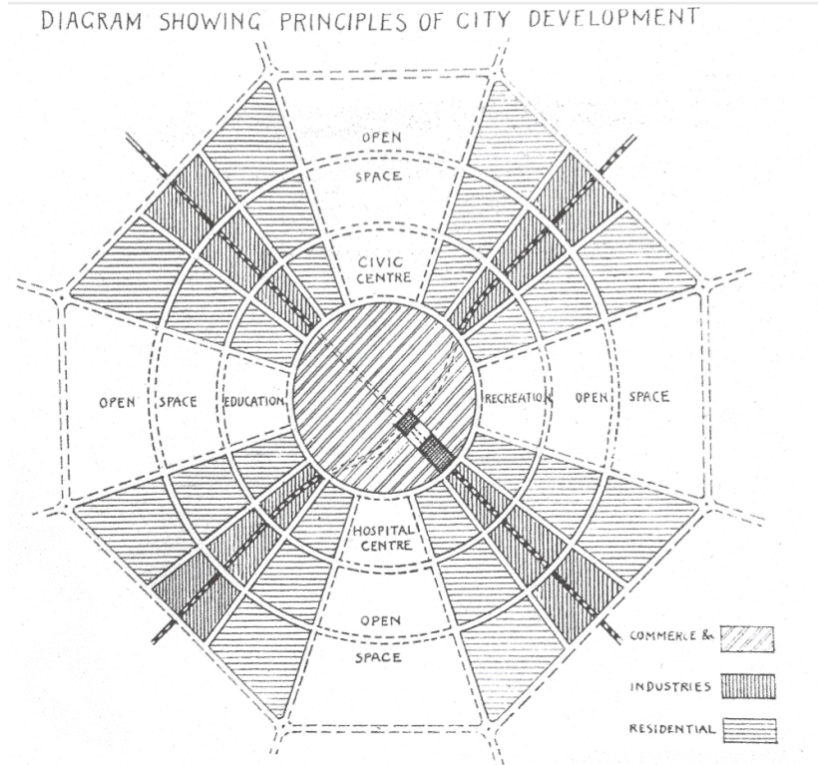 DIAGRAM SHOWING PRINCIPLES OF CITY DEVELOPMENT
OPEN
SPACE
CIVIC
CENTRE
OPEN SPACE EDUCATION RECREATION OPEN SPACE
HOSPITAL
CENTRE
OPEN
SPACE
COMMERCE &c
INDUSTRIES
RESIDENTIAL